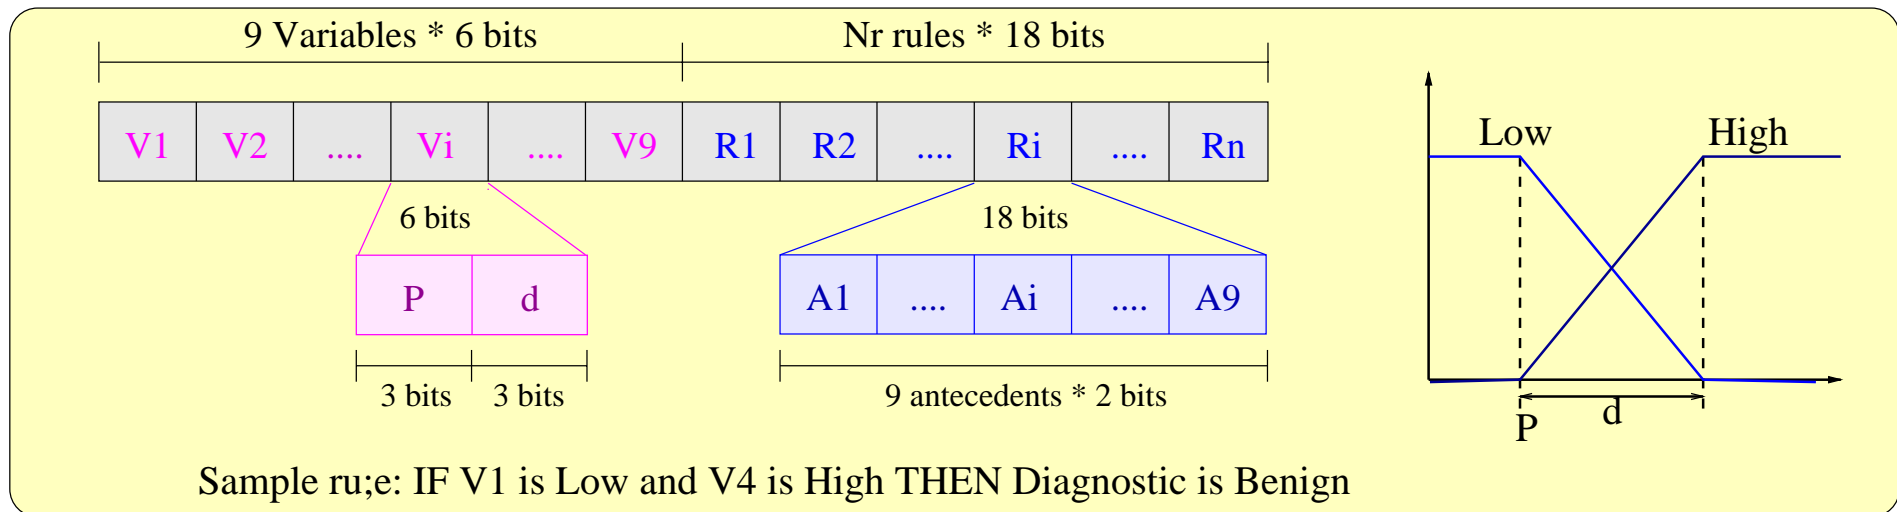 9 Variables * 6 bits
Nr rules * 18 bits
V1 V2 .... Vi .... V9 R1 R2 .... Ri .... Rn
Low
High
6 bits
18 bits
P d
A1 .... Ai .... A9
3 bits 3 bits
9 antecedents * 2 bits
d
P
Sample ru;e: IF V1 is Low and V4 is High THEN Diagnostic is Benign